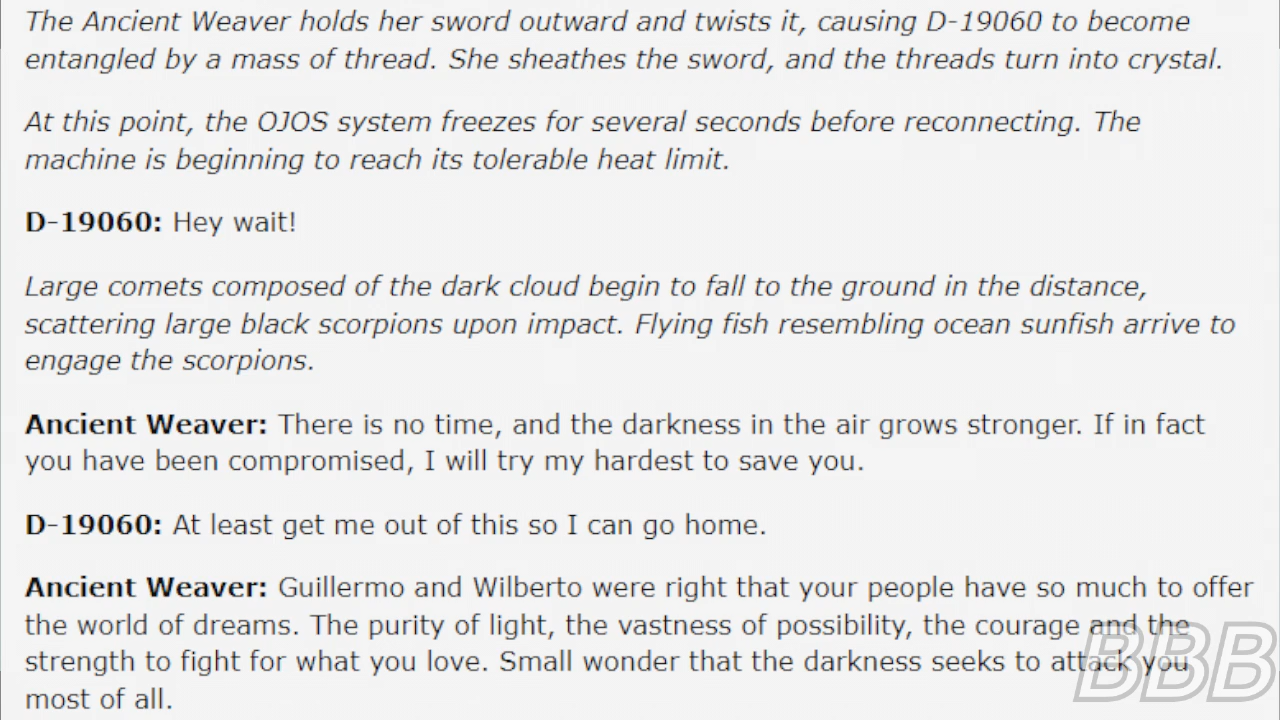 The Ancient Weaver holds her sword outward and twists it, causing D-19060 to become
entangled by a mass of thread. She sheathes the sword, and the threads turn into crystal.
At this point, the OJOS system freezes for several seconds before reconnecting. The
machine is beginning to reach its tolerable heat limit.
D-19060: Hey wait!
Large comets composed of the dark cloud begin to fall to the ground in the distance,
scattering large black scorpions upon impact. Flying fish resembling ocean sunfish arrive to
engage the scorpions.
Ancient Weaver: There is no time, and the darkness in the air grows stronger. If in fact
you have been compromised, I will try my hardest to save you.
D-19060: At least get me out of this so I can go home.
Ancient Weaver: Guillermo and Wilberto were right that your people have so much to offer
the world of dreams. The purity of light, the vastness of possibility, the courage and the
strength to fight for what you love. Small wonder that the darkness seeks to attack you
most of all.
BBB